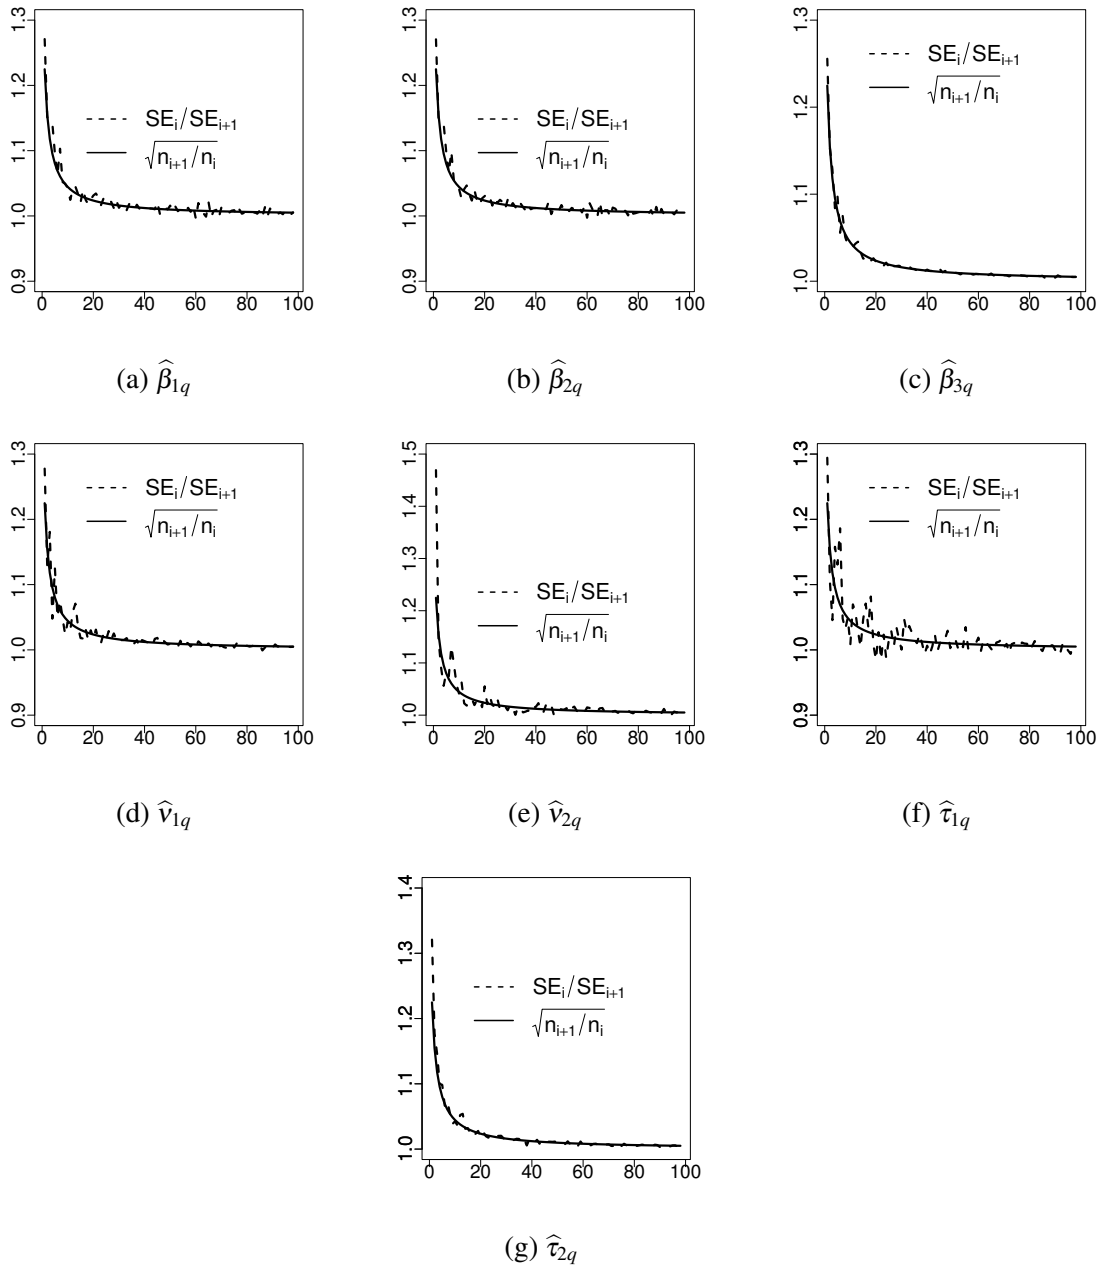 1.3
1.2
1.1
1.0
0.9
SE_i/SE_{i+1}
√n_{i+1}/n_i
0 20 40 60 80 100
(a) β̂_{1q}
1.3
1.2
1.1
1.0
0.9
SE_i/SE_{i+1}
√n_{i+1}/n_i
0 20 40 60 80 100
(b) β̂_{2q}
1.3
1.2
1.1
1.0
SE_i/SE_{i+1}
√n_{i+1}/n_i
0 20 40 60 80 100
(c) β̂_{3q}
1.3
1.2
1.1
1.0
0.9
SE_i/SE_{i+1}
√n_{i+1}/n_i
0 20 40 60 80 100
(d) ν̂_{1q}
1.5
1.4
1.3
1.2
1.1
1.0
SE_i/SE_{i+1}
√n_{i+1}/n_i
0 20 40 60 80 100
(e) ν̂_{2q}
1.3
1.2
1.1
1.0
0.9
SE_i/SE_{i+1}
√n_{i+1}/n_i
0 20 40 60 80 100
(f) τ̂_{1q}
1.4
1.3
1.2
1.1
1.0
SE_i/SE_{i+1}
√n_{i+1}/n_i
0 20 40 60 80 100
(g) τ̂_{2q}